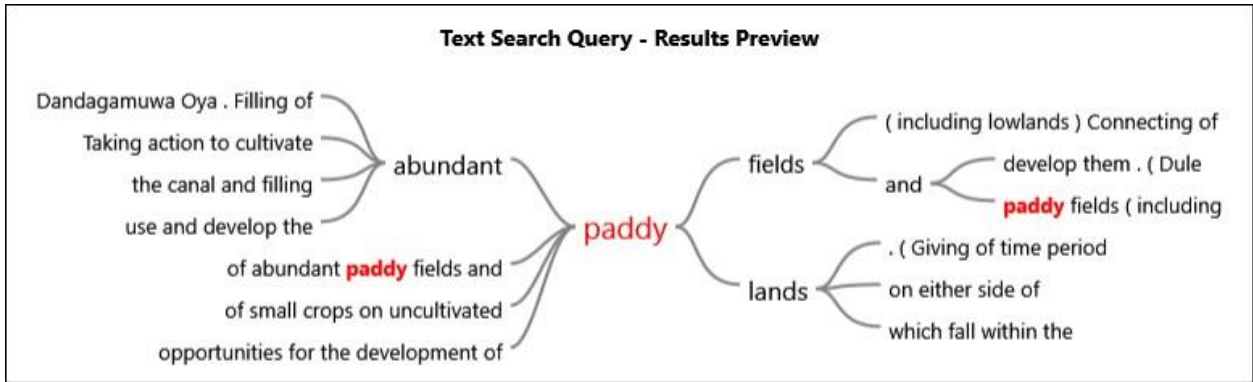 Text Search Query - Results Preview
Dandagamuwa Oya . Filling of
Taking action to cultivate
the canal and filling
use and develop the
abundant
of abundant paddy fields and
of small crops on uncultivated
opportunities for the development of
paddy
fields
( including lowlands ) Connecting of
and
develop them . ( Dule
paddy fields ( including
lands
. ( Giving of time period
on either side of
which fall within the